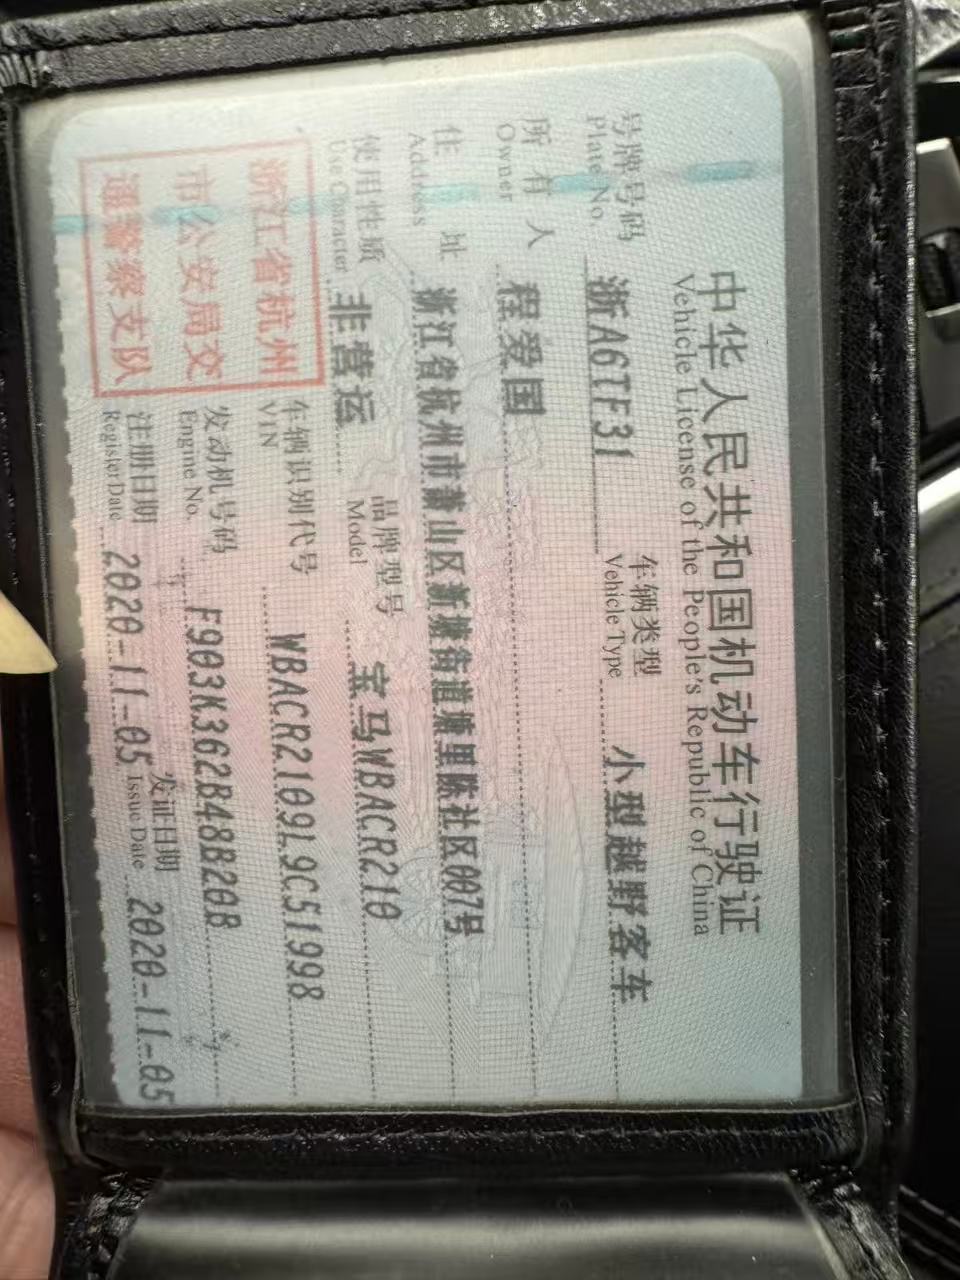 中华人民共和国机动车行驶证
Vehicle License of the People's Republic of China
号牌号码 浙A6TF31 车辆类型 小型越野客车
Plate No. Vehicle Type
所有人 程爱国
Owner
住址 浙江省杭州市萧山区新塘街道塘里陈社区007号
Address
使用性质 非营运 品牌型号 宝马WBACR210
Use Character Model
浙江省杭州
市公安局交
通警察支队
车辆识别代号 WBACR2109L9C51998
VIN
发动机号码 F903K362B48B20B
Engine No.
注册日期 2020-11-05 发证日期 2020-11-05
Register Date Issue Date